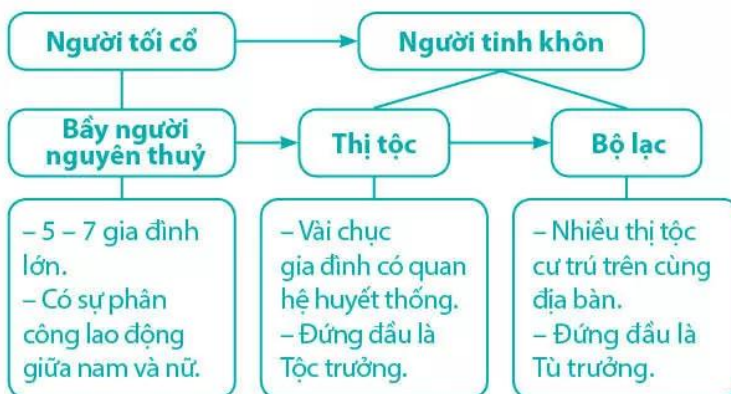 Người tối cổ
Người tinh khôn
Bầy người
nguyên thuỷ
Thị tộc
Bộ lạc
– 5 – 7 gia đình
lớn.
– Có sự phân
công lao động
giữa nam và nữ.
– Vài chục
gia đình có quan
hệ huyết thống.
– Đứng đầu là
Tộc trưởng.
– Nhiều thị tộc
cư trú trên cùng
địa bàn.
– Đứng đầu là
Tù trưởng.